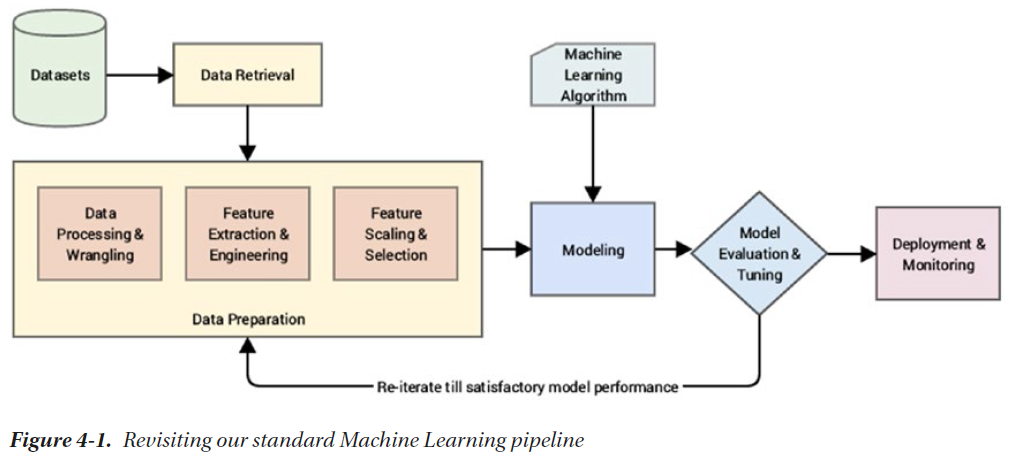 Datasets
Data Retrieval
Machine
Learning
Algorithm
Data
Processing &
Wrangling
Feature
Extraction &
Engineering
Feature
Scaling &
Selection
Data Preparation
Modeling
Model
Evaluation &
Tuning
Deployment &
Monitoring
Re-iterate till satisfactory model performance
Figure 4-1. Revisiting our standard Machine Learning pipeline